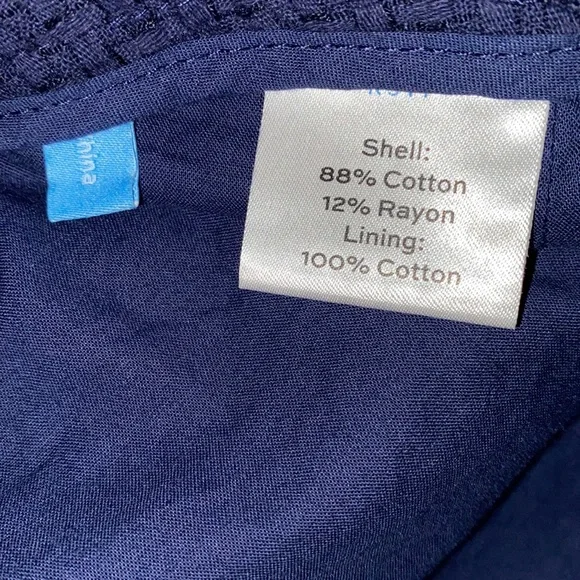 Shell:
88% Cotton
12% Rayon
Lining:
100% Cotton
hina